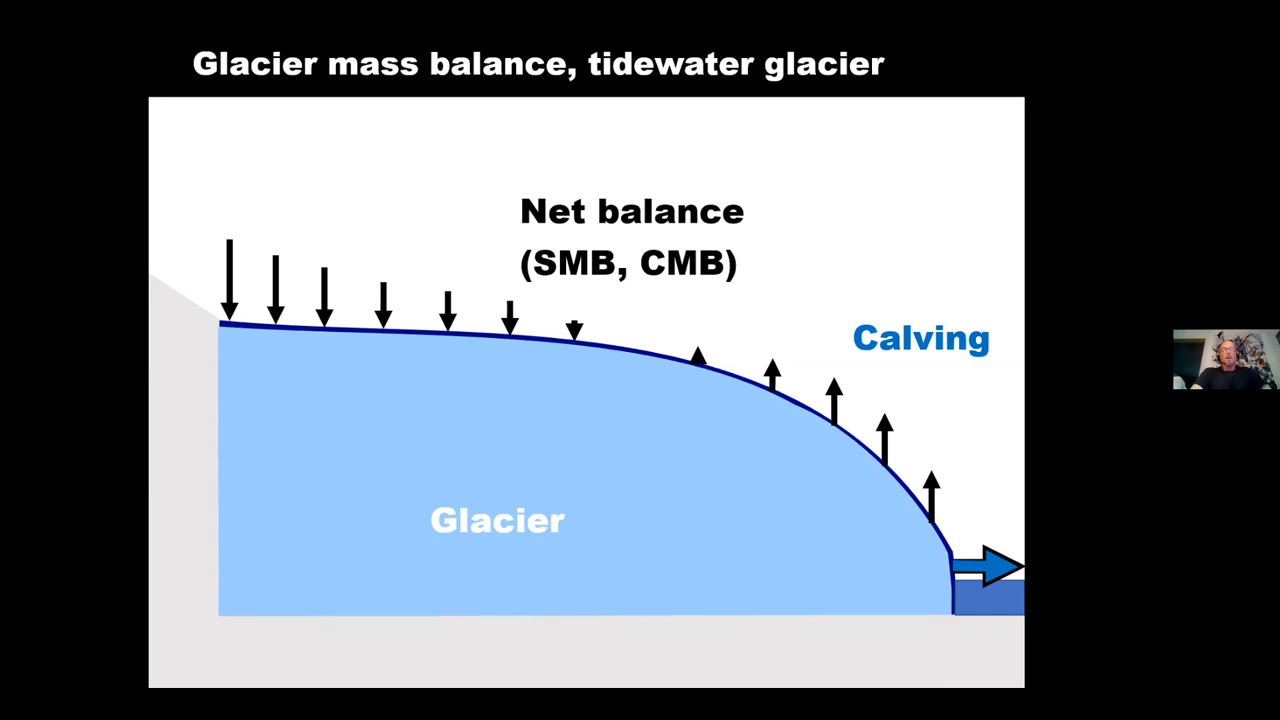 Glacier mass balance, tidewater glacier
Net balance
(SMB, CMB)
Calving
Glacier